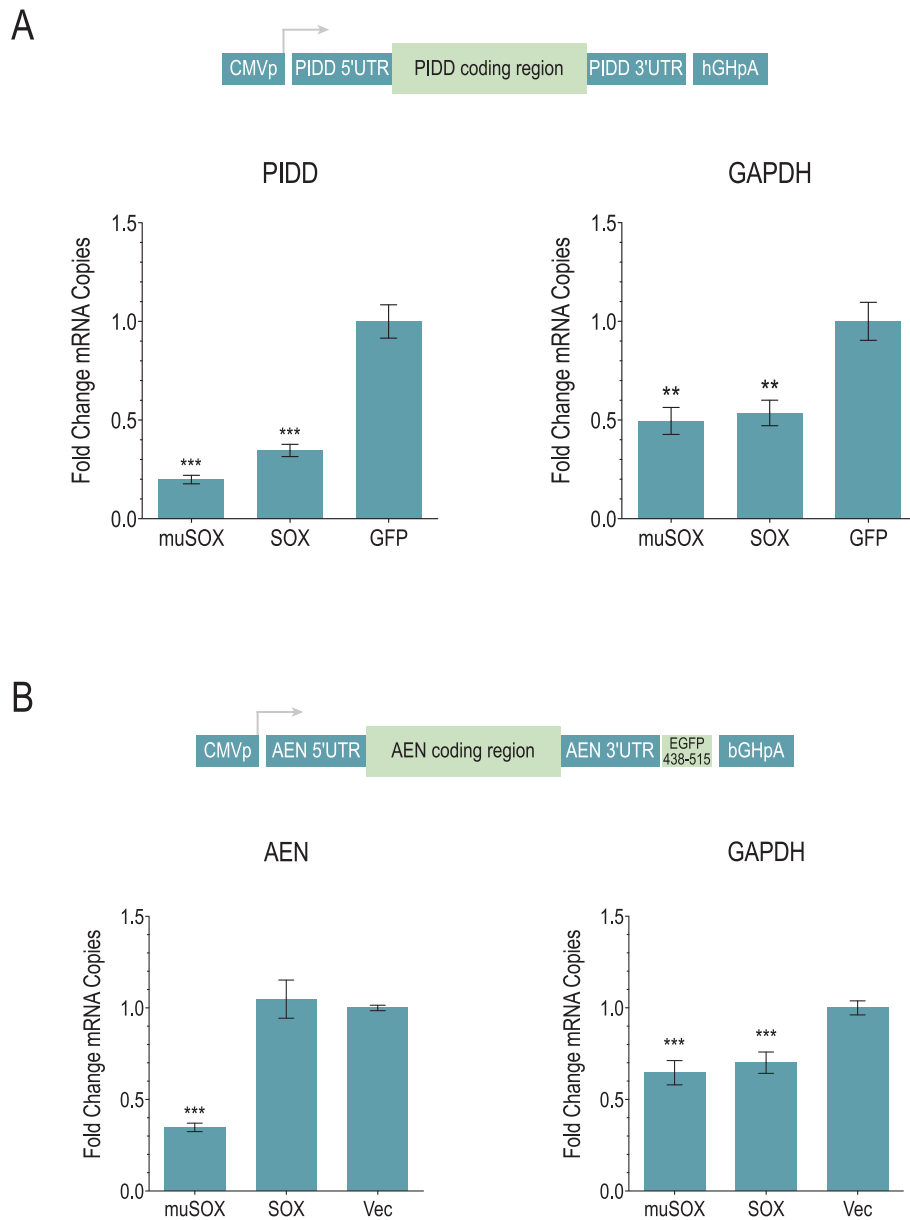 A
CMVp PIDD 5'UTR PIDD coding region PIDD 3'UTR hGHpA
PIDD
Fold Change mRNA Copies
1.5
1.0
0.5
0.0
***
***
muSOX SOX GFP
GAPDH
Fold Change mRNA Copies
1.5
1.0
0.5
0.0
**
**
muSOX SOX GFP
B
CMVp AEN 5'UTR AEN coding region AEN 3'UTR EGFP
438-515 bGHpA
AEN
Fold Change mRNA Copies
1.5
1.0
0.5
0.0
***
muSOX SOX Vec
GAPDH
Fold Change mRNA Copies
1.5
1.0
0.5
0.0
***
***
muSOX SOX Vec